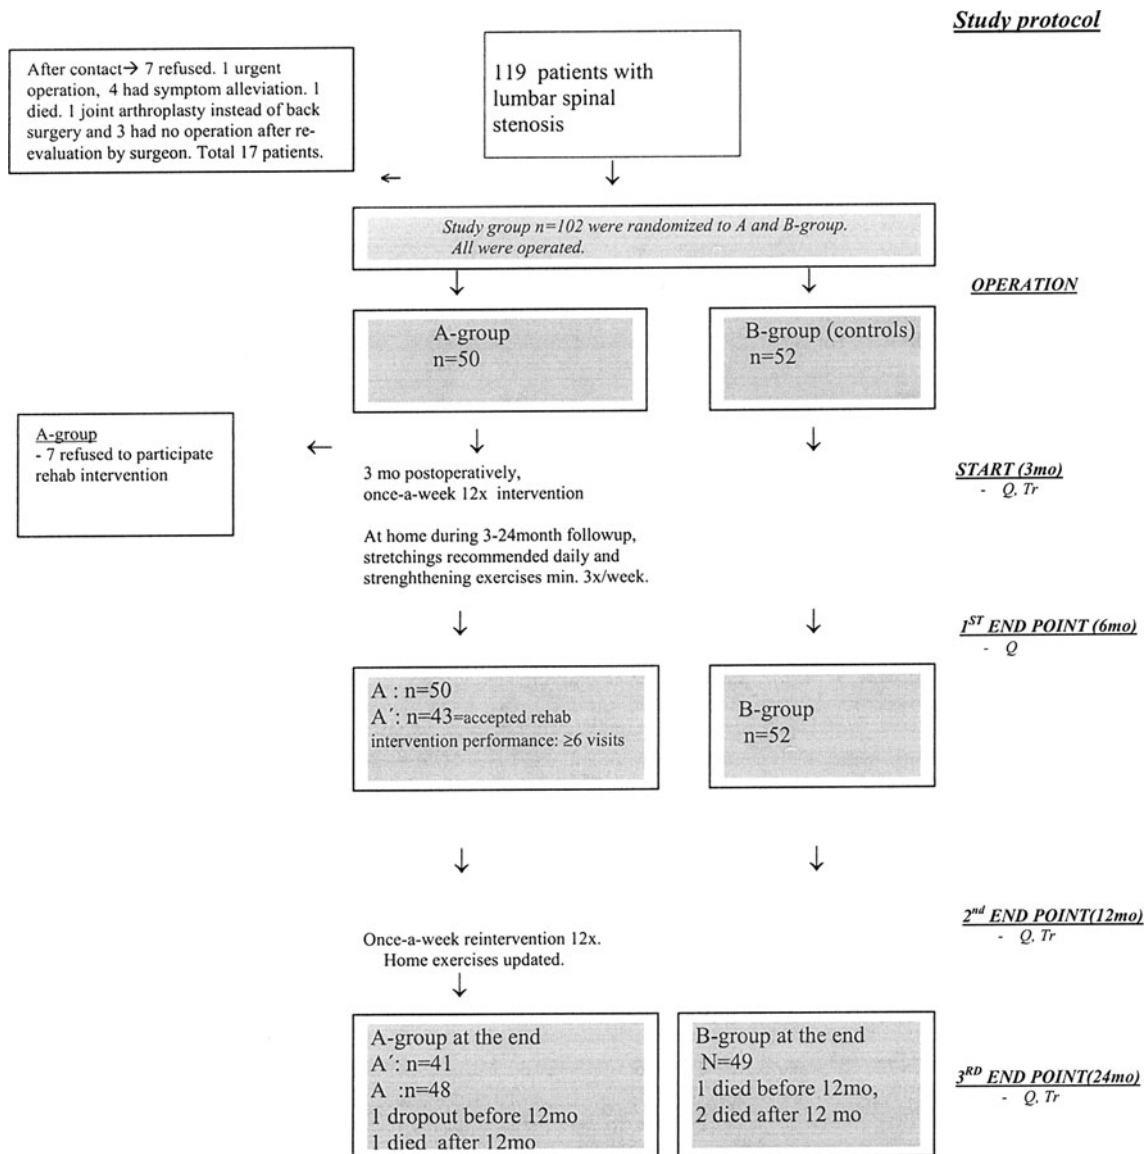 Study protocol
After contact→ 7 refused. 1 urgent
operation, 4 had symptom alleviation. 1
died. 1 joint arthroplasty instead of back
surgery and 3 had no operation after re-
evaluation by surgeon. Total 17 patients.
119 patients with
lumbar spinal
stenosis
Study group n=102 were randomized to A and B-group.
All were operated.
OPERATION
A-group
n=50
B-group (controls)
n=52
A-group
- 7 refused to participate
rehab intervention
3 mo postoperatively,
once-a-week 12x intervention
At home during 3-24month followup,
stretchings recommended daily and
strenghthening exercises min. 3x/week.
START (3mo)
- Q, Tr
1ST END POINT (6mo)
- Q
A : n=50
A´: n=43=accepted rehab
intervention performance: ≥6 visits
B-group
n=52
2nd END POINT(12mo)
- Q, Tr
Once-a-week reintervention 12x.
Home exercises updated.
A-group at the end
A´: n=41
A :n=48
1 dropout before 12mo
1 died after 12mo
B-group at the end
N=49
1 died before 12mo,
2 died after 12 mo
3RD END POINT(24mo)
- Q, Tr